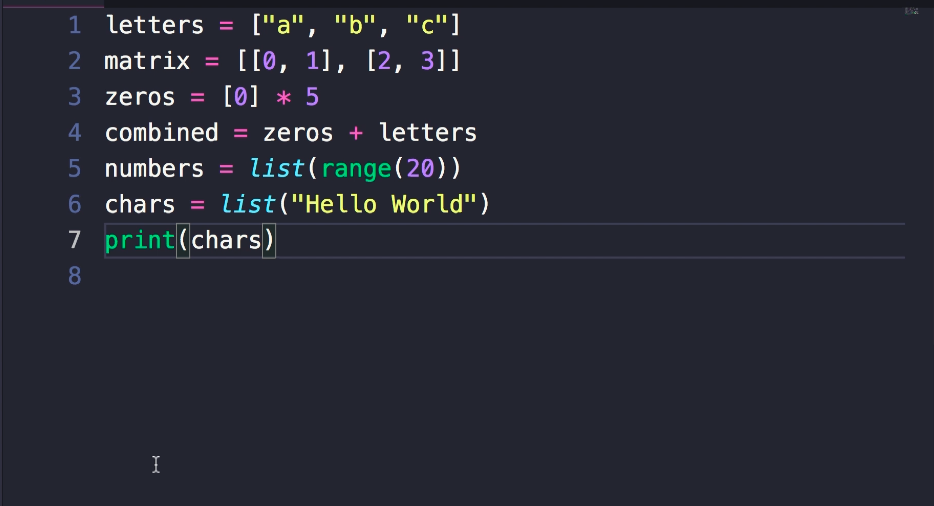 1 letters = ["a", "b", "c"]
2 matrix = [[0, 1], [2, 3]]
3 zeros = [0] * 5
4 combined = zeros + letters
5 numbers = list(range(20))
6 chars = list("Hello World")
7 print(chars)
8